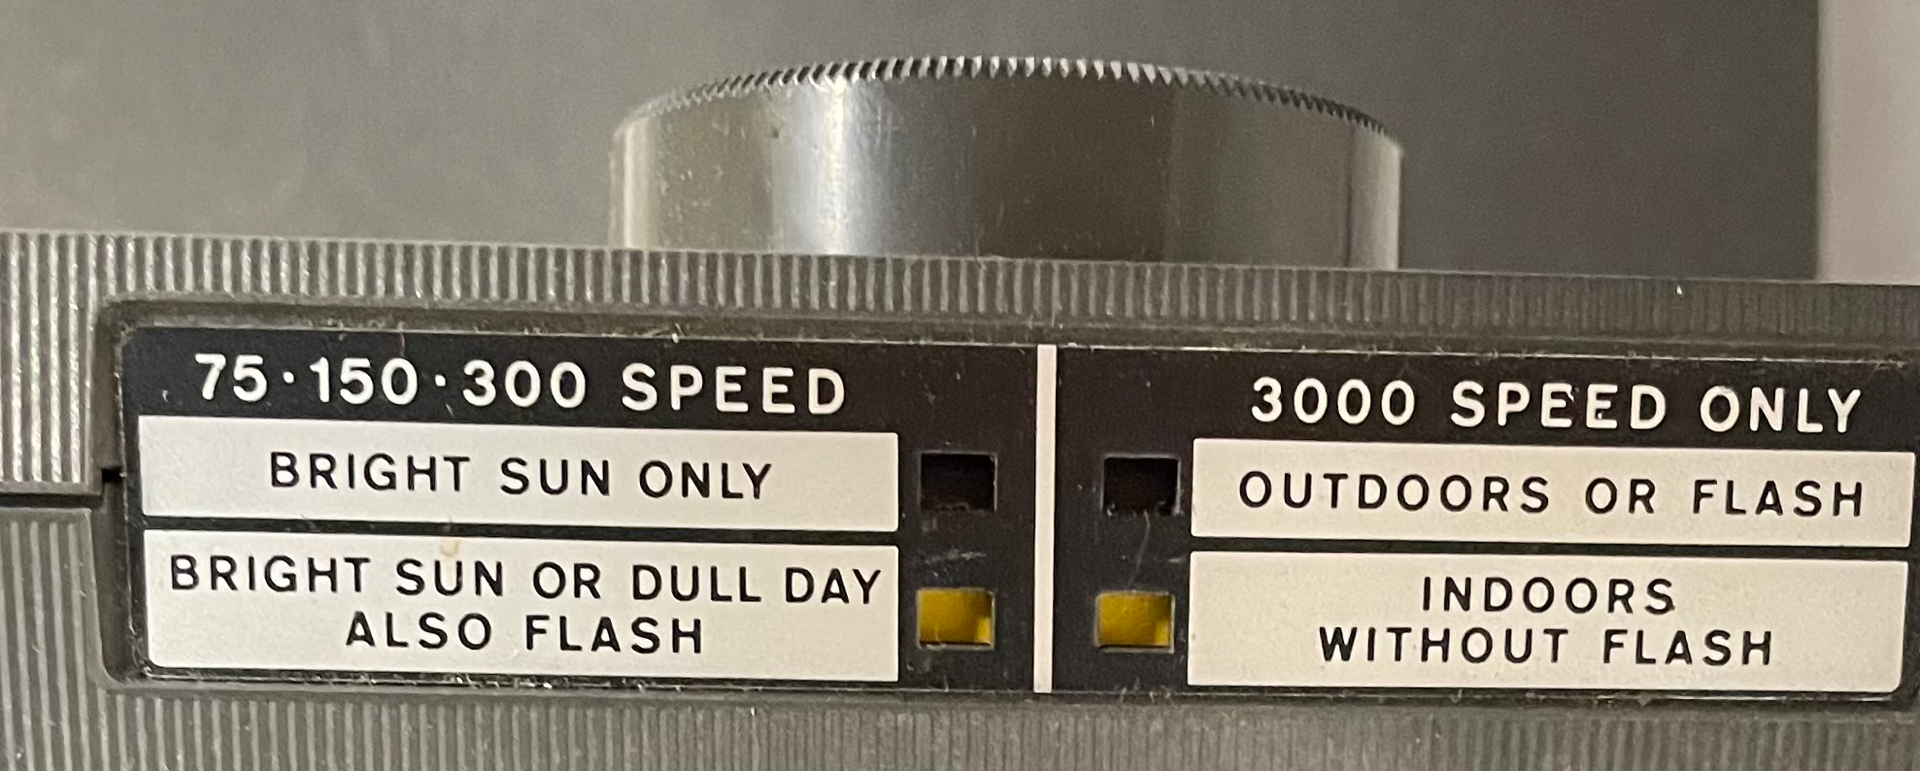 75·150·300 SPEED
BRIGHT SUN ONLY
BRIGHT SUN OR DULL DAY
ALSO FLASH
3000 SPEED ONLY
OUTDOORS OR FLASH
INDOORS
WITHOUT FLASH